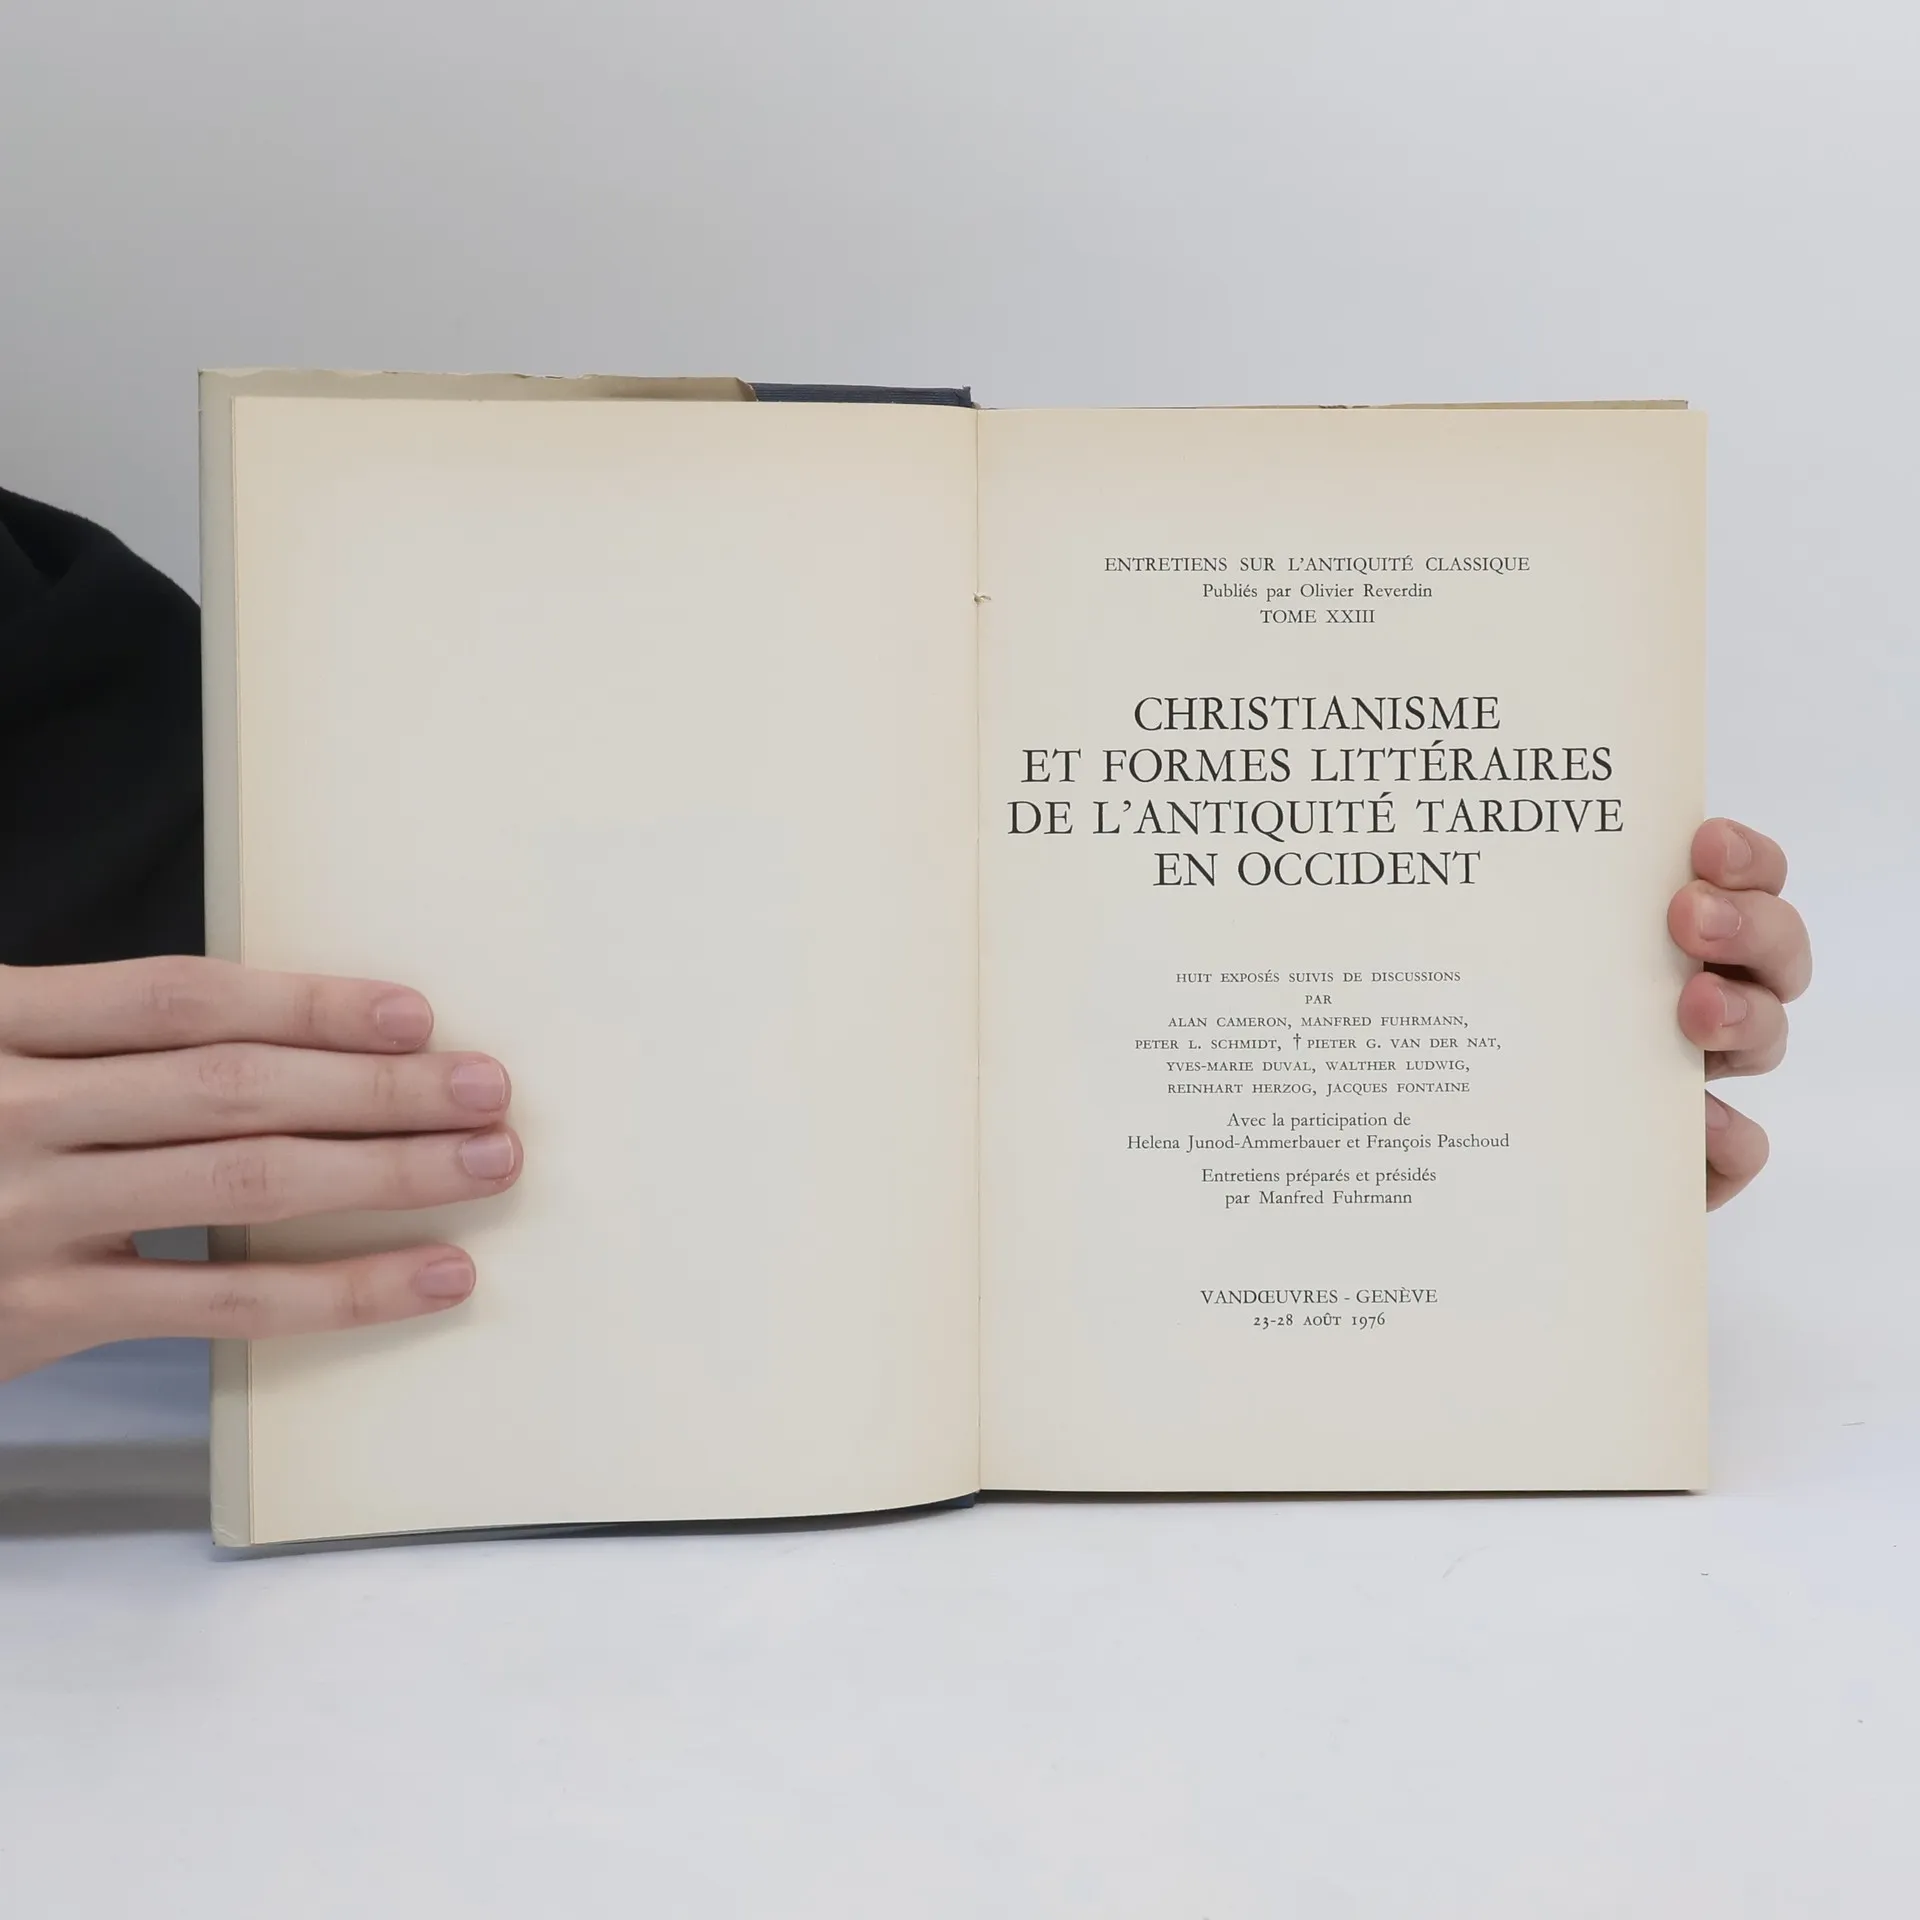 ENTRETIENS SUR L'ANTIQUITÉ CLASSIQUE
Publiés par Olivier Reverdin
TOME XXIII
CHRISTIANISME
ET FORMES LITTÉRAIRES
DE L'ANTIQUITÉ TARDIVE
EN OCCIDENT
HUIT EXPOSÉS SUIVIS DE DISCUSSIONS
PAR
ALAN CAMERON, MANFRED FUHRMANN,
PETER L. SCHMIDT, † PIETER G. VAN DER NAT,
YVES-MARIE DUVAL, WALTHER LUDWIG,
REINHART HERZOG, JACQUES FONTAINE
Avec la participation de
Helena Junod-Ammerbauer et François Paschoud
Entretiens préparés et présidés
par Manfred Fuhrmann
VANDŒUVRES - GENÈVE
23-28 AOÛT 1976